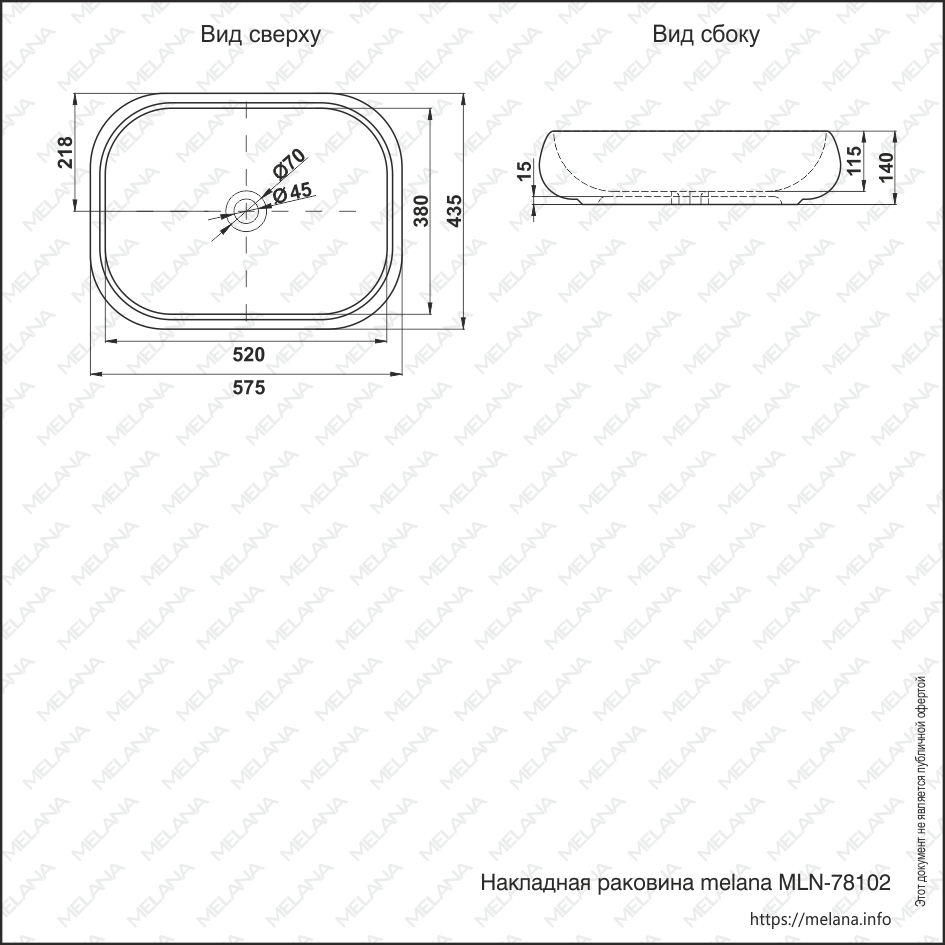 Вид сверху
Вид сбоку
218
Ø70
Ø45
380
435
520
575
15
115
140
Этот документ не является публичной офертой
Накладная раковина melana MLN-78102
https://melana.info
MELANA